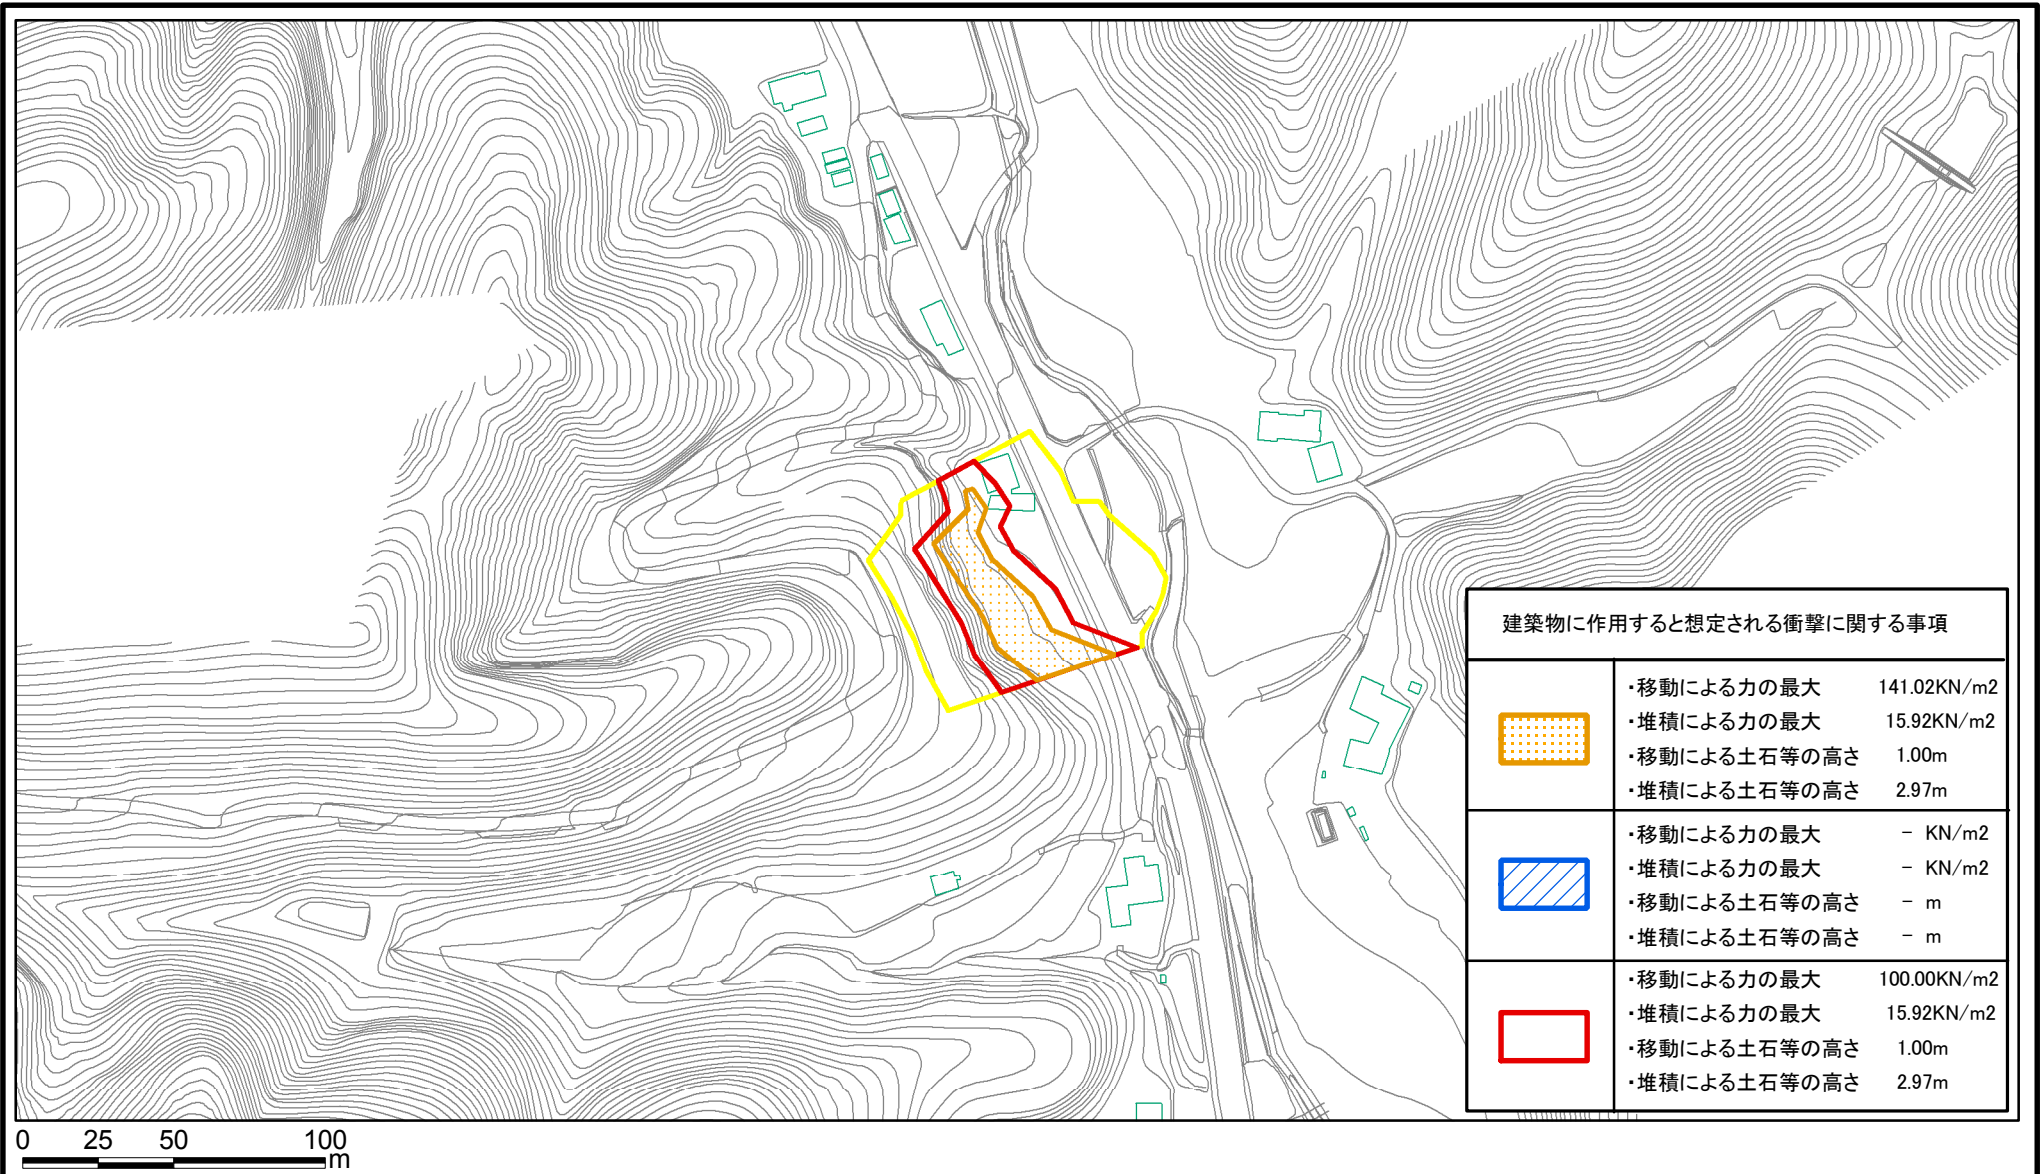 建築物に作用すると想定される衝撃に関する事項
・移動による力の最大 141.02KN/m2
・堆積による力の最大 15.92KN/m2
・移動による土石等の高さ 1.00m
・堆積による土石等の高さ 2.97m
・移動による力の最大 － KN/m2
・堆積による力の最大 － KN/m2
・移動による土石等の高さ － m
・堆積による土石等の高さ － m
・移動による力の最大 100.00KN/m2
・堆積による力の最大 15.92KN/m2
・移動による土石等の高さ 1.00m
・堆積による土石等の高さ 2.97m
0 25 50 100
m